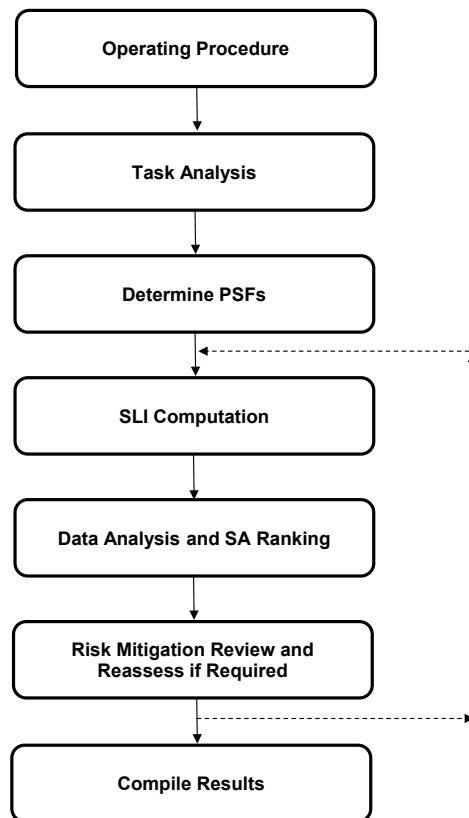 Operating Procedure
Task Analysis
Determine PSFs
SLI Computation
Data Analysis and SA Ranking
Risk Mitigation Review and
Reassess if Required
Compile Results